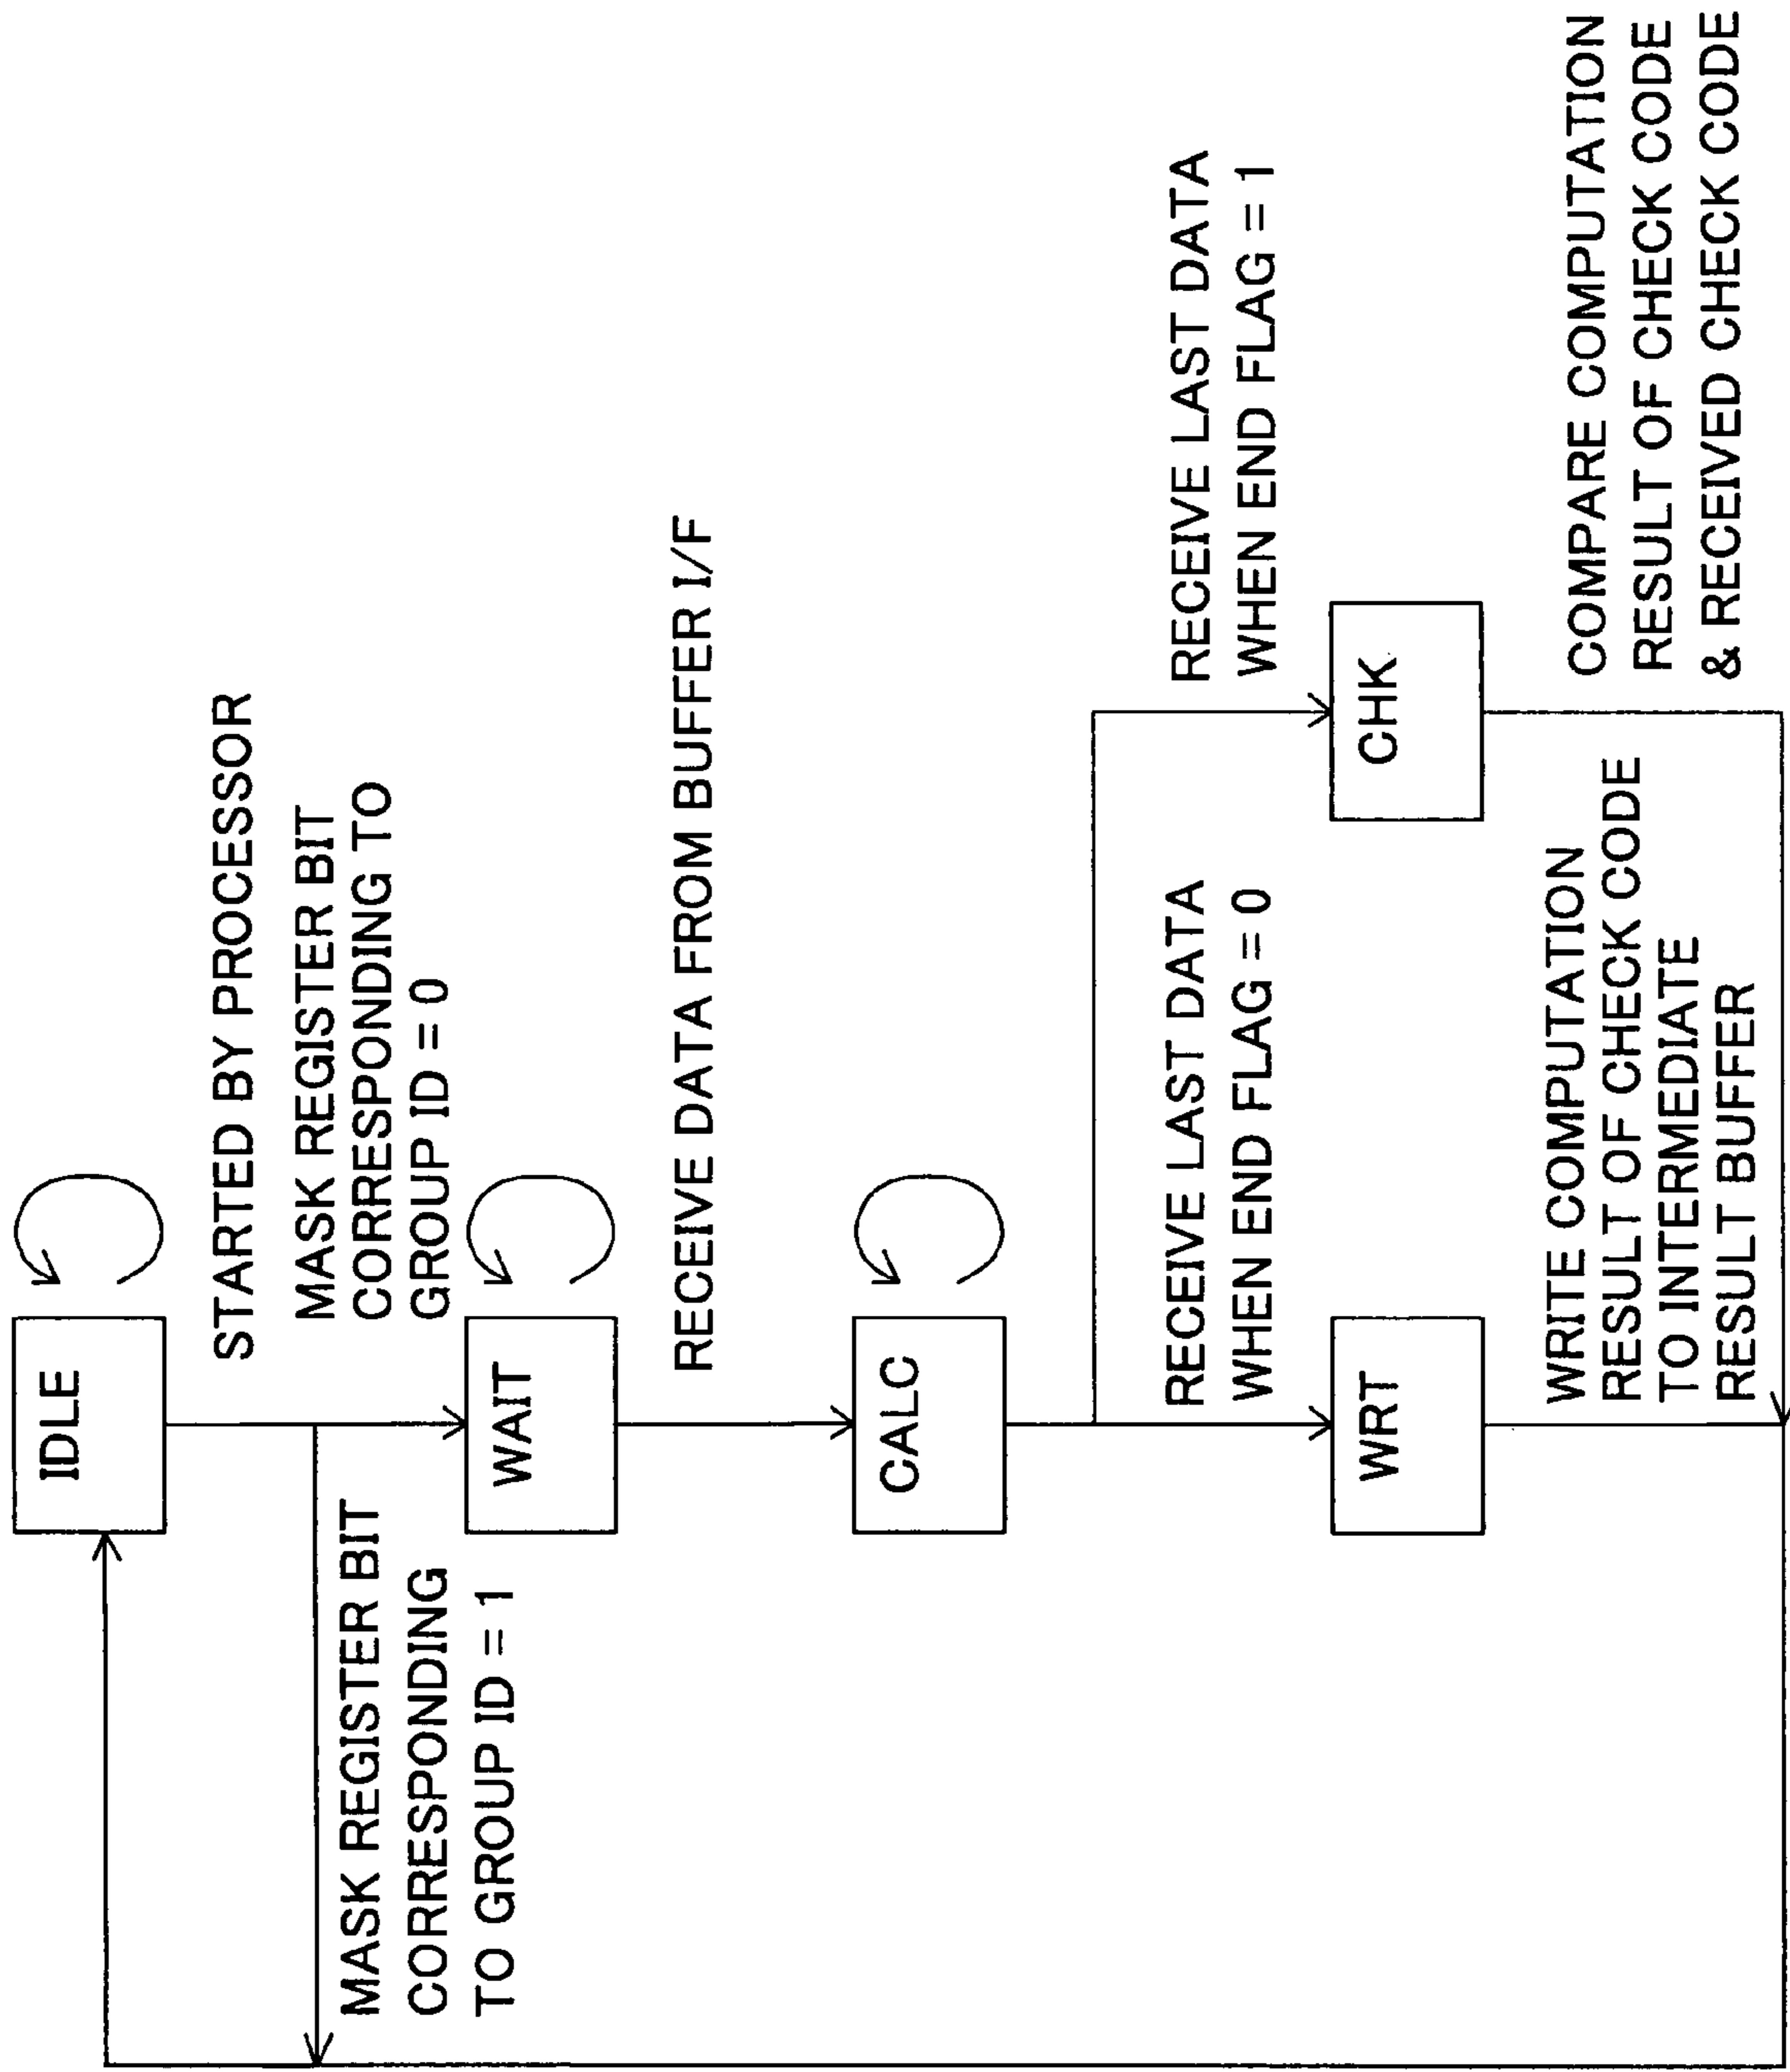 IDLE
STARTED BY PROCESSOR
MASK REGISTER BIT
CORRESPONDING TO
GROUP ID = 0
MASK REGISTER BIT
CORRESPONDING
TO GROUP ID = 1
WAIT
RECEIVE DATA FROM BUFFER I/F
CALC
RECEIVE LAST DATA
WHEN END FLAG = 0
RECEIVE LAST DATA
WHEN END FLAG = 1
WRT
CHK
WRITE COMPUTATION
RESULT OF CHECK CODE
TO INTERMEDIATE
RESULT BUFFER
COMPARE COMPUTATION
RESULT OF CHECK CODE
& RECEIVED CHECK CODE